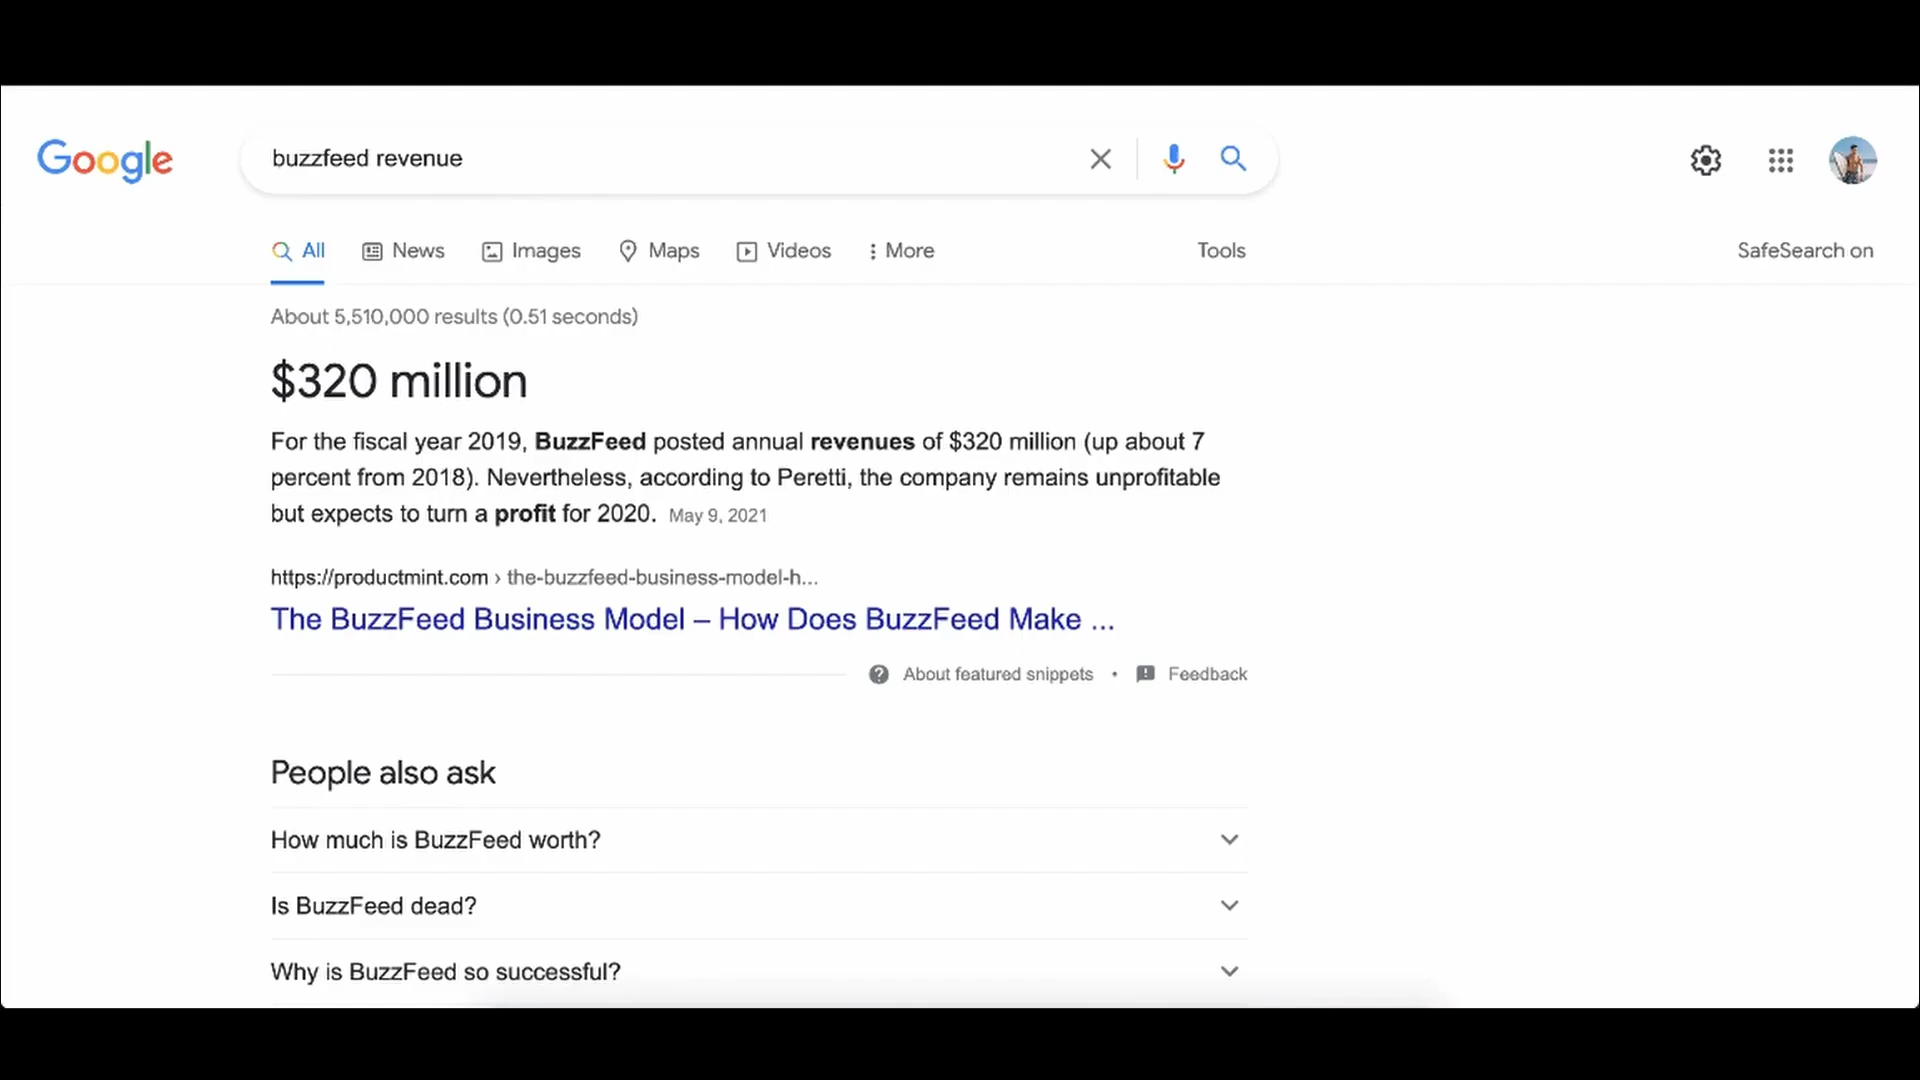 Google
buzzfeed revenue
All News Images Maps Videos More Tools SafeSearch on
About 5,510,000 results (0.51 seconds)
$320 million
For the fiscal year 2019, BuzzFeed posted annual revenues of $320 million (up about 7
percent from 2018). Nevertheless, according to Peretti, the company remains unprofitable
but expects to turn a profit for 2020. May 9, 2021
https://productmint.com › the-buzzfeed-business-model-h...
The BuzzFeed Business Model – How Does BuzzFeed Make ...
About featured snippets • Feedback
People also ask
How much is BuzzFeed worth?
Is BuzzFeed dead?
Why is BuzzFeed so successful?